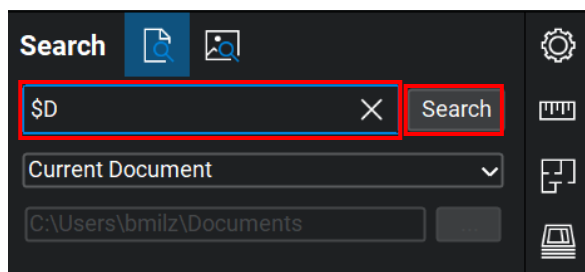 Search
$D
Search
Current Document
C:\Users\bmilz\Documents
...